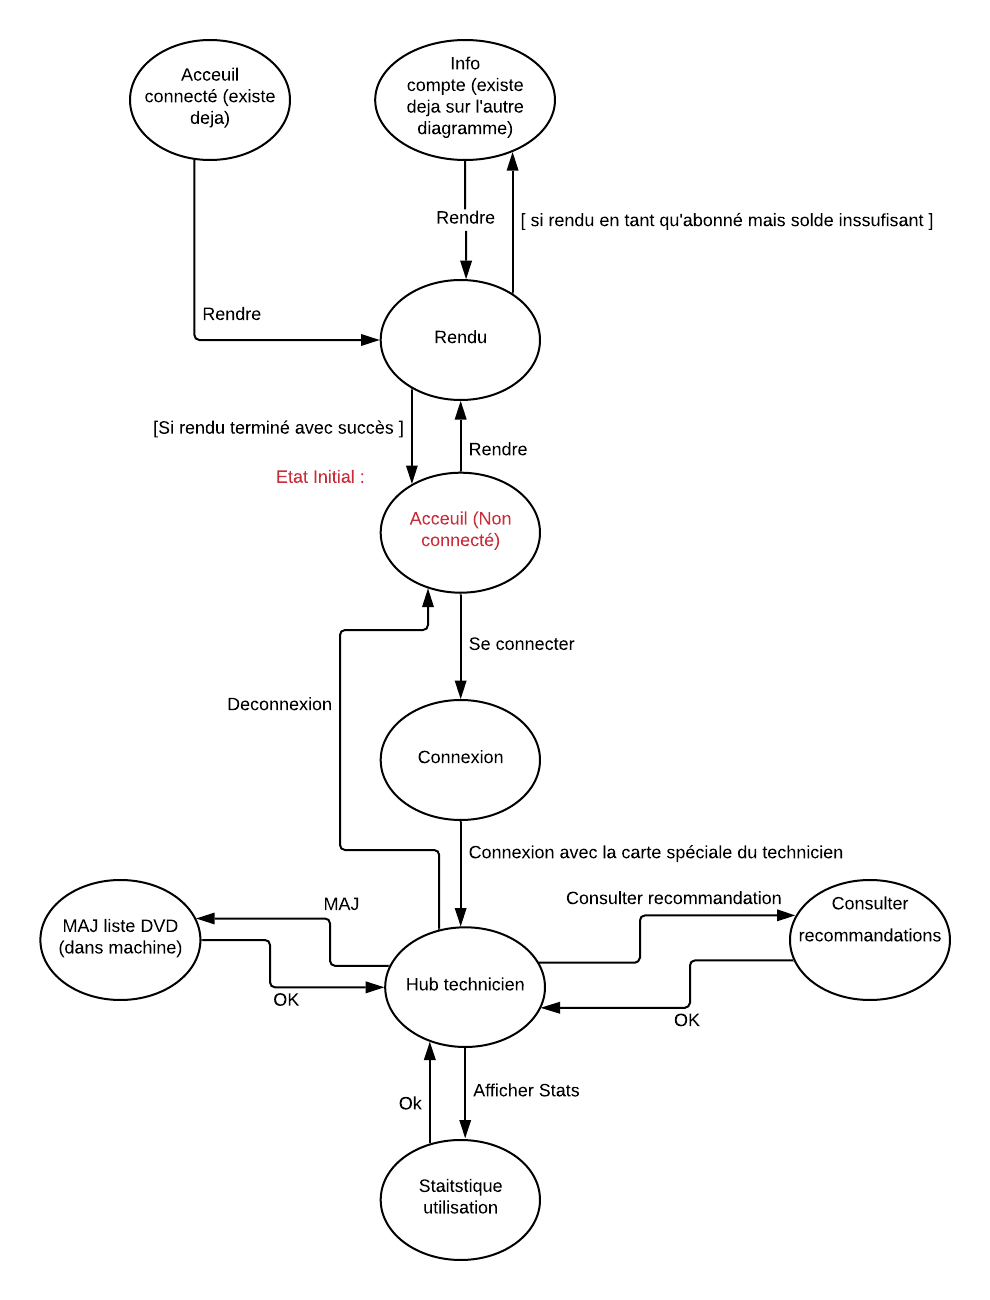 Acceuil
connecté (existe
deja)
Info
compte (existe
deja sur l'autre
diagramme)
Rendre
[ si rendu en tant qu'abonné mais solde inssufisant ]
Rendre
Rendu
[Si rendu terminé avec succès ]
Rendre
Etat Initial :
Acceuil (Non
connecté)
Se connecter
Deconnexion
Connexion
Connexion avec la carte spéciale du technicien
MAJ
Consulter recommandation
MAJ liste DVD
(dans machine)
Consulter
recommandations
Hub technicien
OK
OK
Afficher Stats
Ok
Staitstique
utilisation